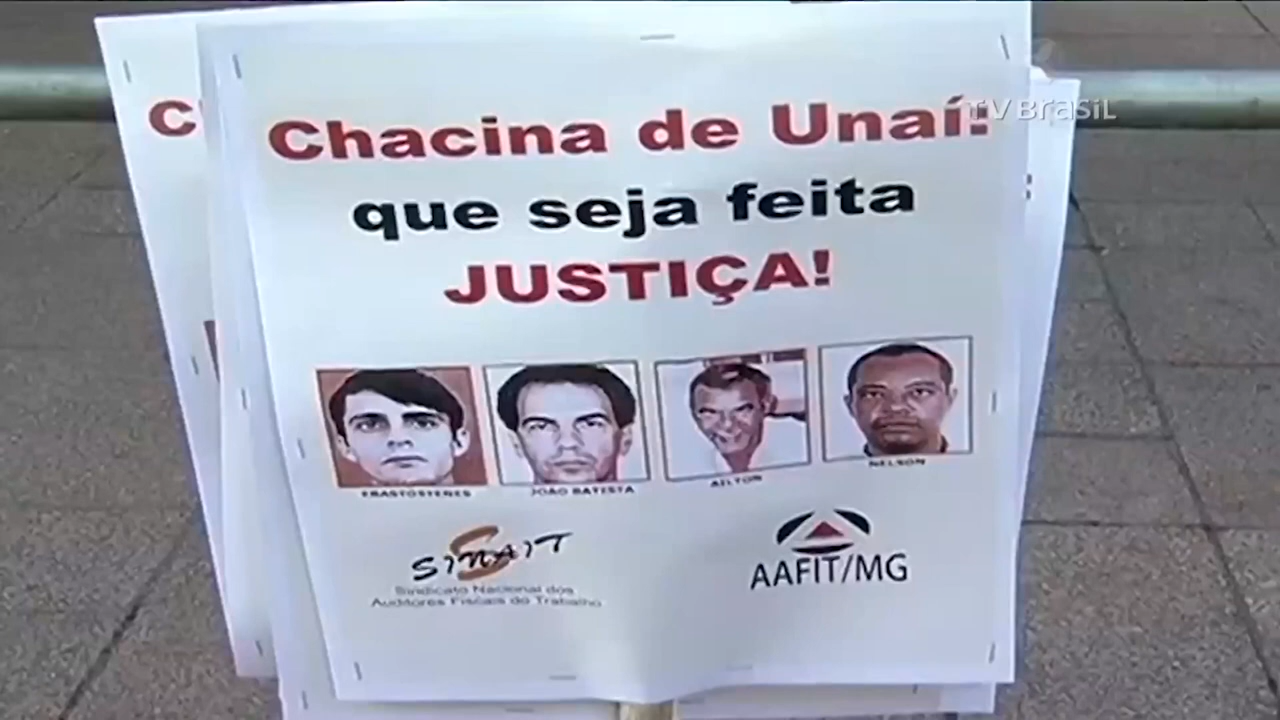 TV BRASIL
C
Chacina de Unaí:
que seja feita
JUSTIÇA!
ERASTÓSTENES JOÃO BATISTA AILTON NELSON
SINAIT
Sindicato Nacional dos
Auditores Fiscais do Trabalho
AAFIT/MG